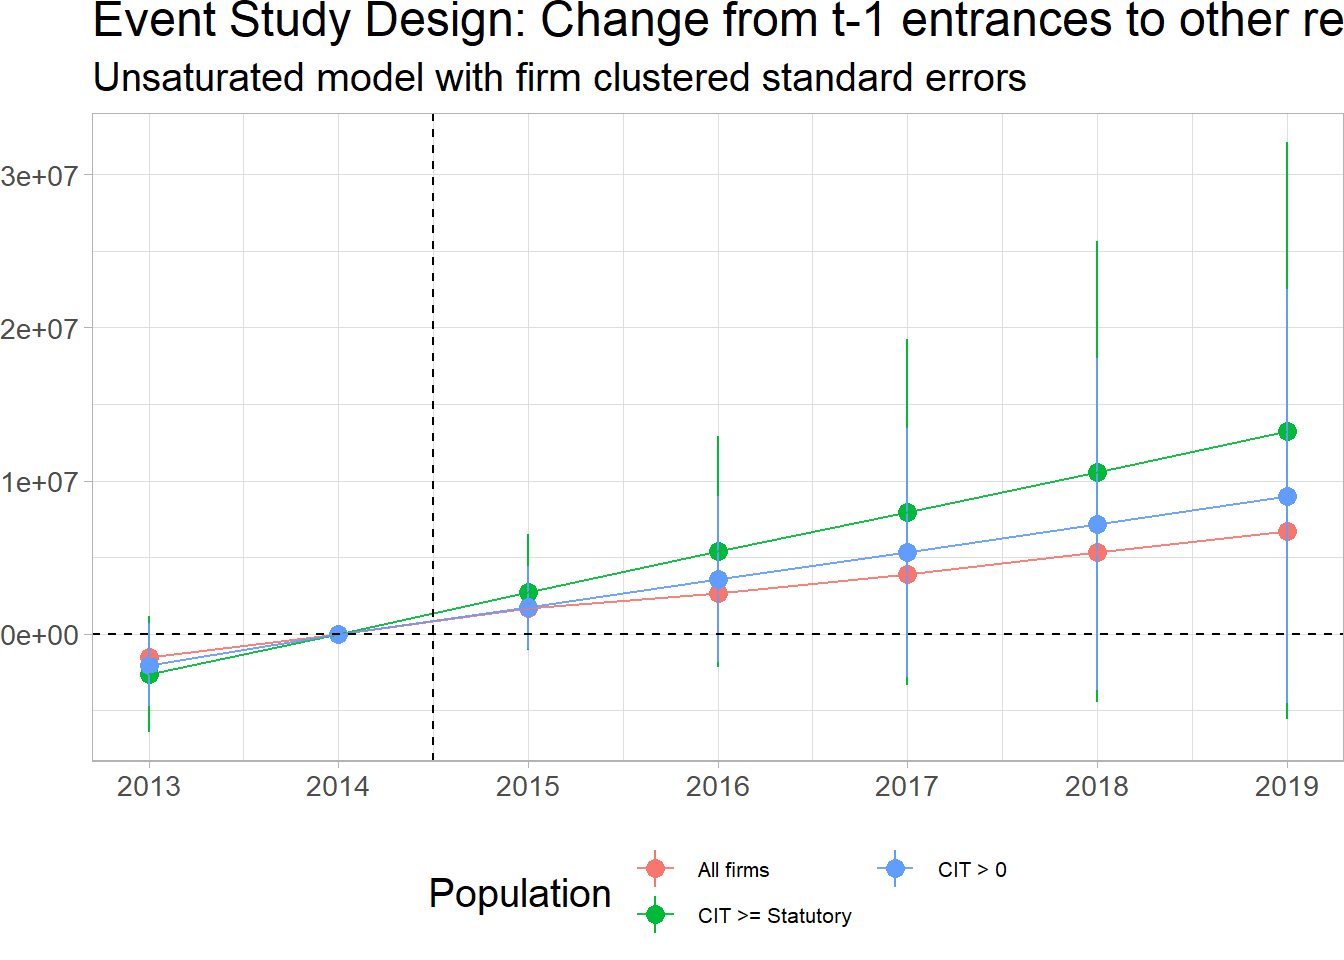 Event Study Design: Change from t-1 entrances to other re
Unsaturated model with firm clustered standard errors
3e+07
2e+07
1e+07
0e+00
2013 2014 2015 2016 2017 2018 2019
Population
All firms
CIT >= Statutory
CIT > 0